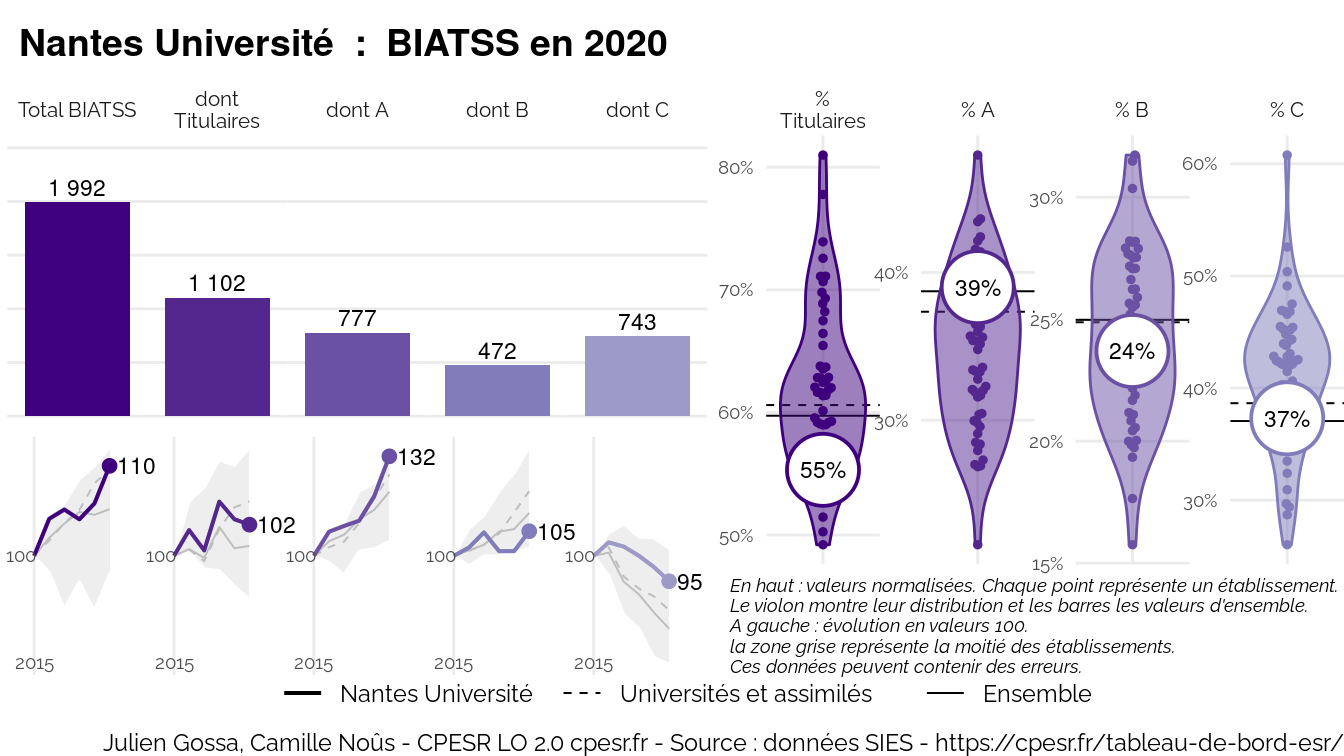 Nantes Université : BIATSS en 2020
Total BIATSS
dont
Titulaires
dont A
dont B
dont C
1 992
1 102
777
472
743
110
102
132
105
95
100
100
100
100
100
2015
2015
2015
2015
%
Titulaires
% A
% B
% C
80%
70%
60%
50%
55%
40%
30%
39%
30%
25%
20%
15%
24%
60%
50%
40%
30%
37%
En haut : valeurs normalisées. Chaque point représente un établissement.
Le violon montre leur distribution et les barres les valeurs d'ensemble.
A gauche : évolution en valeurs 100.
la zone grise représente la moitié des établissements.
Ces données peuvent contenir des erreurs.
Nantes Université Universités et assimilés Ensemble
Julien Gossa, Camille Noûs - CPESR LO 2.0 cpesr.fr - Source : données SIES - https://cpesr.fr/tableau-de-bord-esr/